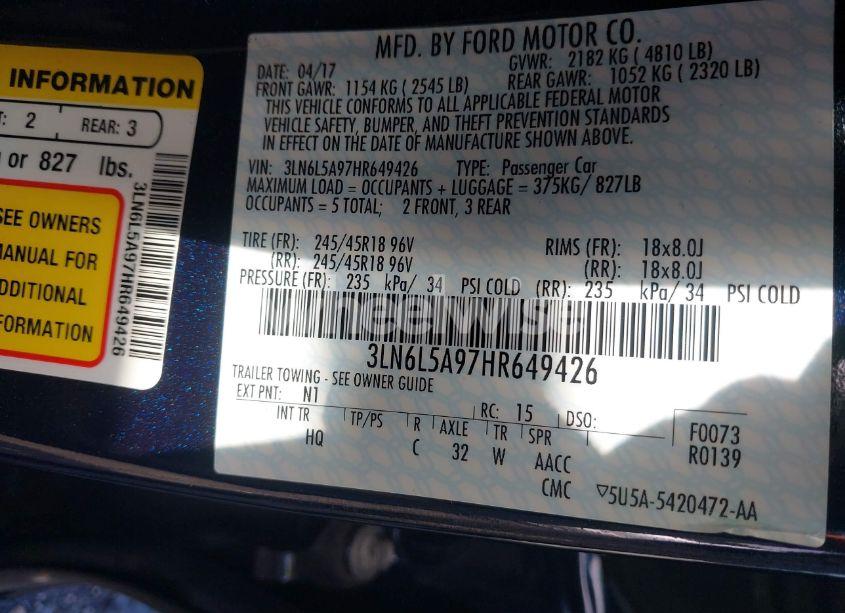 INFORMATION
2 REAR: 3
or 827 lbs.
SEE OWNERS
MANUAL FOR
ADDITIONAL
INFORMATION
3LN6L5A97HR649426
MFD. BY FORD MOTOR CO.
DATE: 04/17 GVWR: 2182 KG ( 4810 LB)
FRONT GAWR: 1154 KG ( 2545 LB) REAR GAWR: 1052 KG ( 2320 LB)
THIS VEHICLE CONFORMS TO ALL APPLICABLE FEDERAL MOTOR
VEHICLE SAFETY, BUMPER, AND THEFT PREVENTION STANDARDS
IN EFFECT ON THE DATE OF MANUFACTURE SHOWN ABOVE.
VIN: 3LN6L5A97HR649426 TYPE: Passenger Car
MAXIMUM LOAD = OCCUPANTS + LUGGAGE = 375KG/ 827LB
OCCUPANTS = 5 TOTAL; 2 FRONT, 3 REAR
TIRE (FR): 245/45R18 96V RIMS (FR): 18x8.0J
(RR): 245/45R18 96V (RR): 18x8.0J
PRESSURE (FR): 235 kPa/ 34 PSI COLD (RR): 235 kPa/ 34 PSI COLD
wheelwise
3LN6L5A97HR649426
TRAILER TOWING - SEE OWNER GUIDE
EXT PNT: N1 RC: 15 DSO:
INT TR TP/PS R AXLE TR SPR F0073
HQ C 32 W AACC R0139
CMC ▽5U5A-5420472-AA